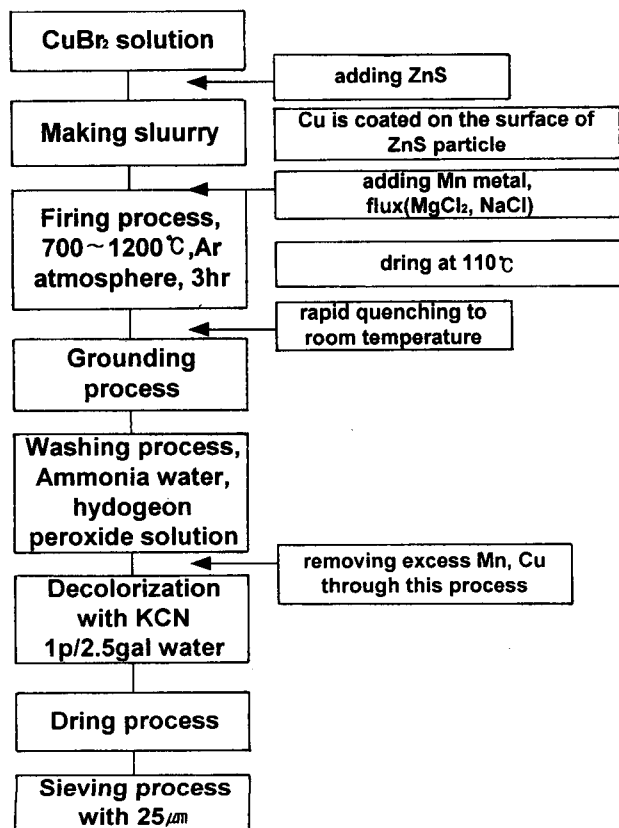 CuBr₂ solution
adding ZnS
Making sluurry
Cu is coated on the surface of
ZnS particle
adding Mn metal,
flux(MgCl₂, NaCl)
Firing process,
700~1200℃,Ar
atmosphere, 3hr
dring at 110℃
rapid quenching to
room temperature
Grounding
process
Washing process,
Ammonia water,
hydogeon
peroxide solution
removing excess Mn, Cu
through this process
Decolorization
with KCN
1p/2.5gal water
Dring process
Sieving process
with 25㎛